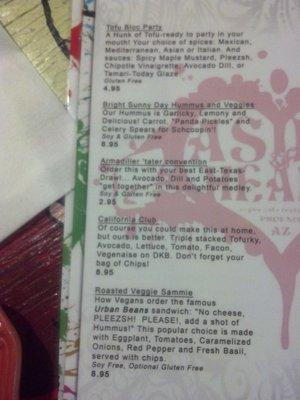 Tofu Bloc Party
A Hunk of Tofu-ready to party in your
mouth! Your choice of spices: Mexican,
Mediterranean, Asian or Italian. And
sauces: Spicy Maple Mustard, Pleezsh,
Chipotle Vinaigrette, Avocado Dill, or
Tamari-Today Glaze
Gluten Free
4.95
Bright Sunny Day Hummus and Veggies
Our Hummus is Garlicky, Lemony and
Delicious! Carrot, "Panda Pickles" and
Celery Spears for Schcoopin'!
Soy & Gluten Free
6.95
Armadiller 'tater convention
Order this with your best East-Texas-
Drawl... Avocado, Dill and Potatoes
"get together" in this delightful medley.
Soy & Gluten Free
2.95
California Club
Of course you could make this at home,
but ours is better. Triple stacked Tofurky,
Avocado, Lettuce, Tomato, Facon,
Vegenaise on DKB. Don't forget your
bag of Chips!
8.95
Roasted Veggie Sammie
How Vegans order the famous
Urban Beans sandwich: "No cheese,
PLEEZSH! PLEASE!, add a shot of
Hummus!" This popular choice is made
with Eggplant, Tomatoes, Caramelized
Onions, Red Pepper and Fresh Basil,
served with chips.
Soy Free, Optional Gluten Free
8.95
AZ